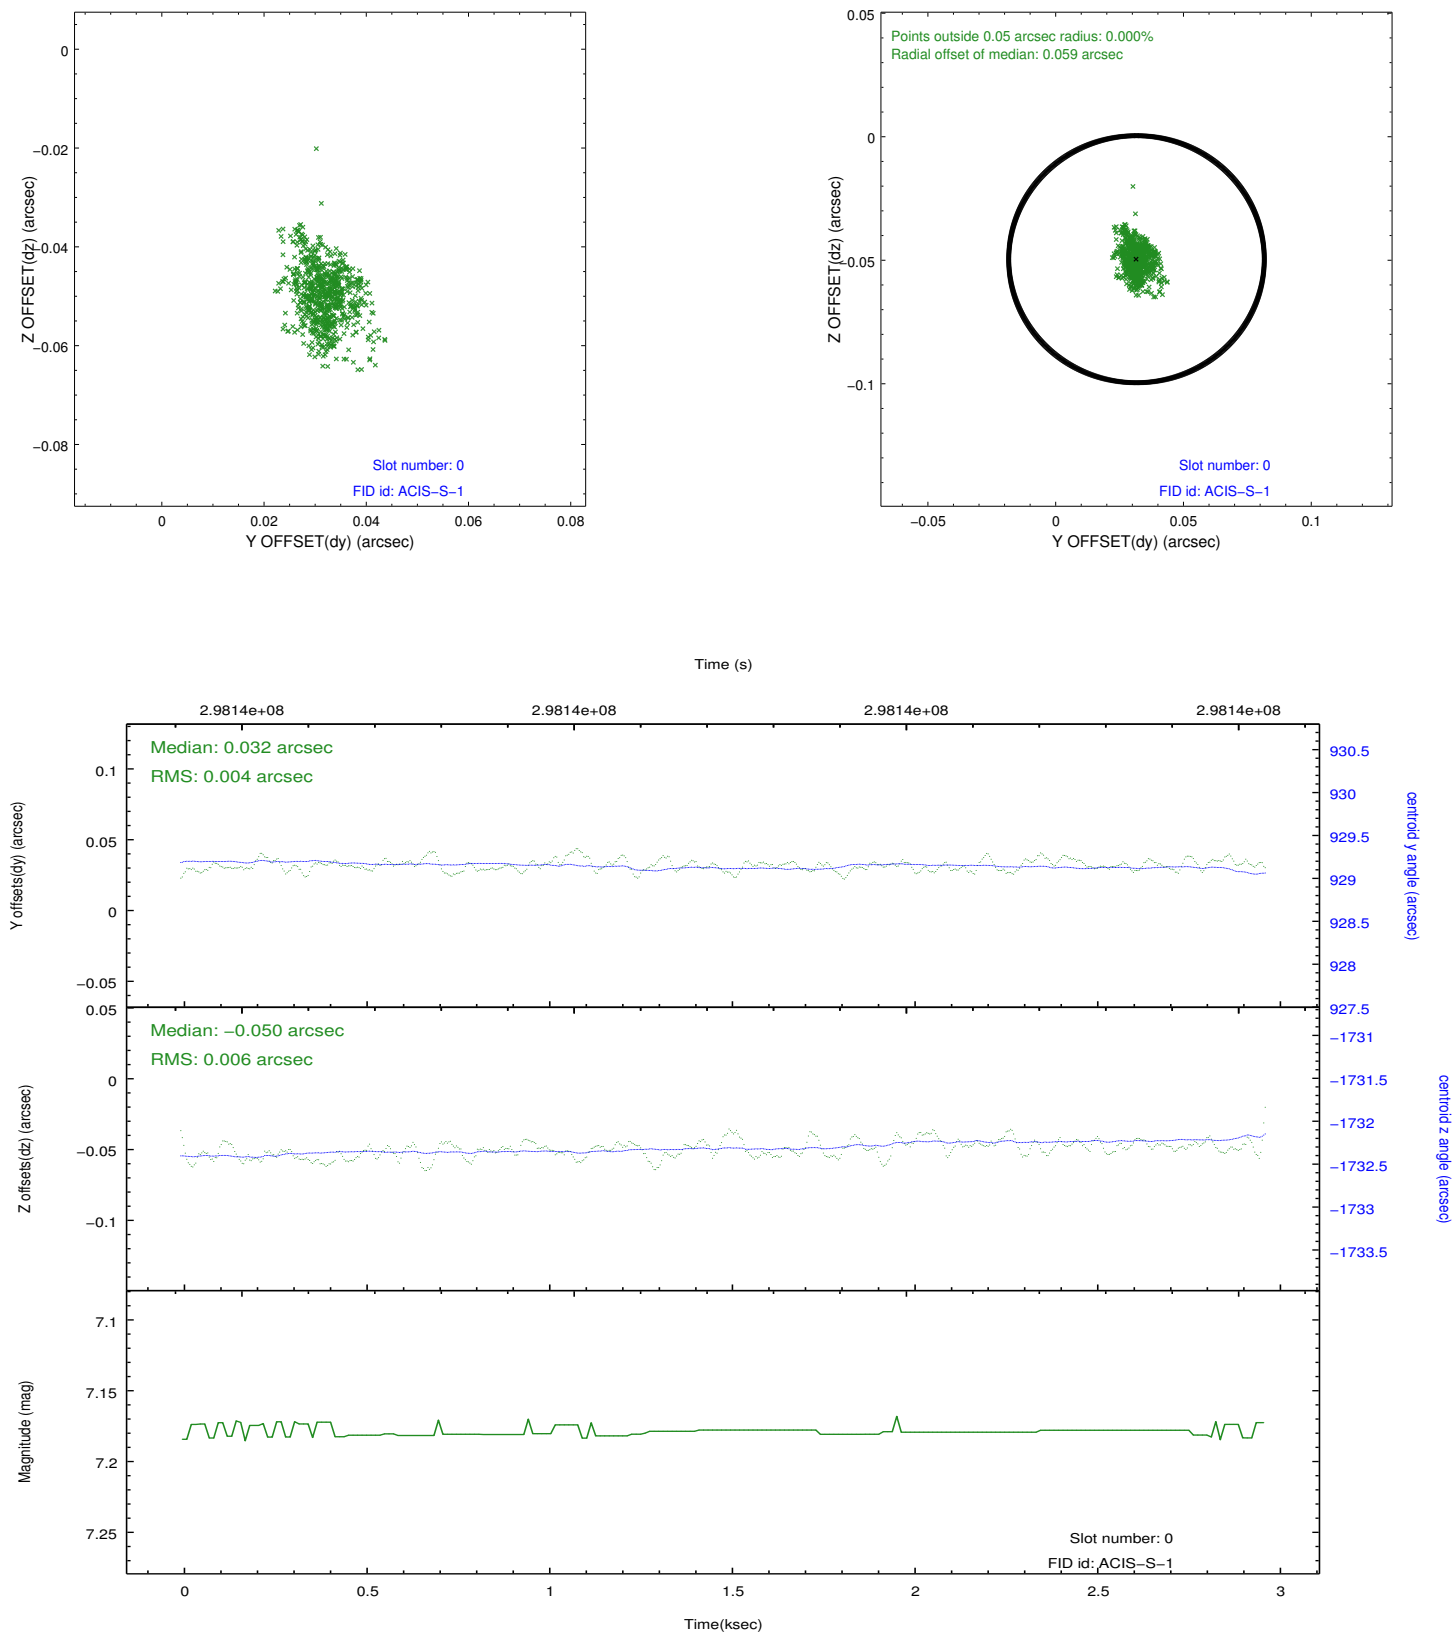 0
−0.02
−0.04
−0.06
−0.08
Z OFFSET(dz) (arcsec)
Slot number: 0
FID id: ACIS−S−1
0
0.02
0.04
0.06
0.08
Y OFFSET(dy) (arcsec)
Points outside 0.05 arcsec radius: 0.000%
Radial offset of median: 0.059 arcsec
0.05
0
−0.05
−0.1
Z OFFSET(dz) (arcsec)
Slot number: 0
FID id: ACIS−S−1
−0.05
0
0.05
0.1
Y OFFSET(dy) (arcsec)
Time (s)
2.9814e+08
2.9814e+08
2.9814e+08
2.9814e+08
Median: 0.032 arcsec
RMS: 0.004 arcsec
0.1
0.05
0
−0.05
Y offsets(dy) (arcsec)
930.5
930
929.5
929
928.5
928
927.5
centroid y angle (arcsec)
Median: −0.050 arcsec
RMS: 0.006 arcsec
0.05
0
−0.05
−0.1
Z offsets(dz) (arcsec)
−1731
−1731.5
−1732
−1732.5
−1733
−1733.5
centroid z angle (arcsec)
7.1
7.15
7.2
7.25
Magnitude (mag)
Slot number: 0
FID id: ACIS−S−1
0
0.5
1
1.5
2
2.5
3
Time(ksec)